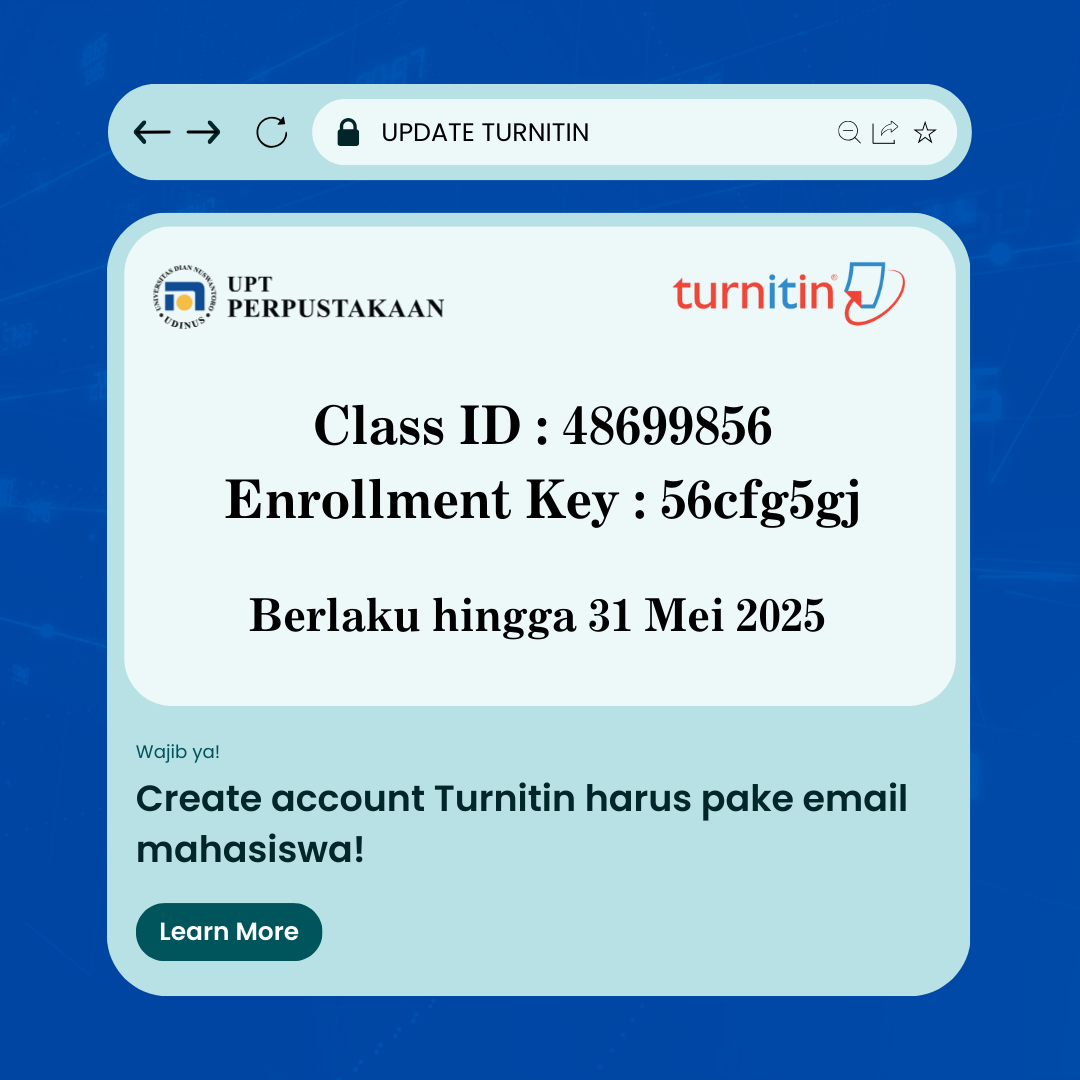 UPDATE TURNITIN
UNIVERSITAS DIAN NUSWANTORO
• UDINUS •
UPT
PERPUSTAKAAN
turnitin®
Class ID : 48699856
Enrollment Key : 56cfg5gj
Berlaku hingga 31 Mei 2025
Wajib ya!
Create account Turnitin harus pake email
mahasiswa!
Learn More